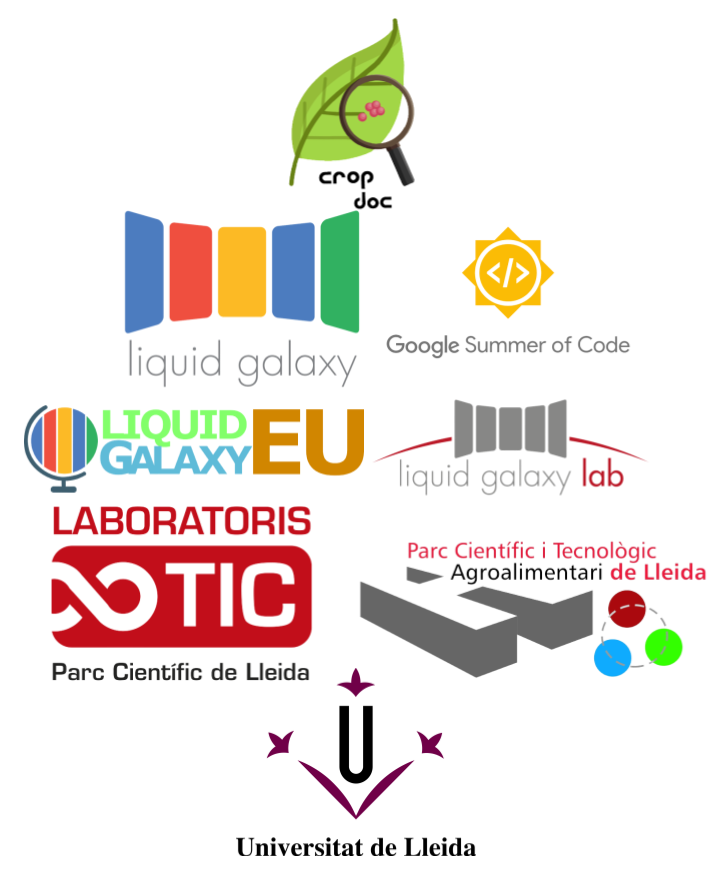 crop
doc
liquid galaxy
</>
Google Summer of Code
LIQUID
GALAXY
EU
liquid galaxy lab
LABORATORIS
TIC
Parc Científic de Lleida
Parc Científic i Tecnològic
Agroalimentari de Lleida
U
Universitat de Lleida